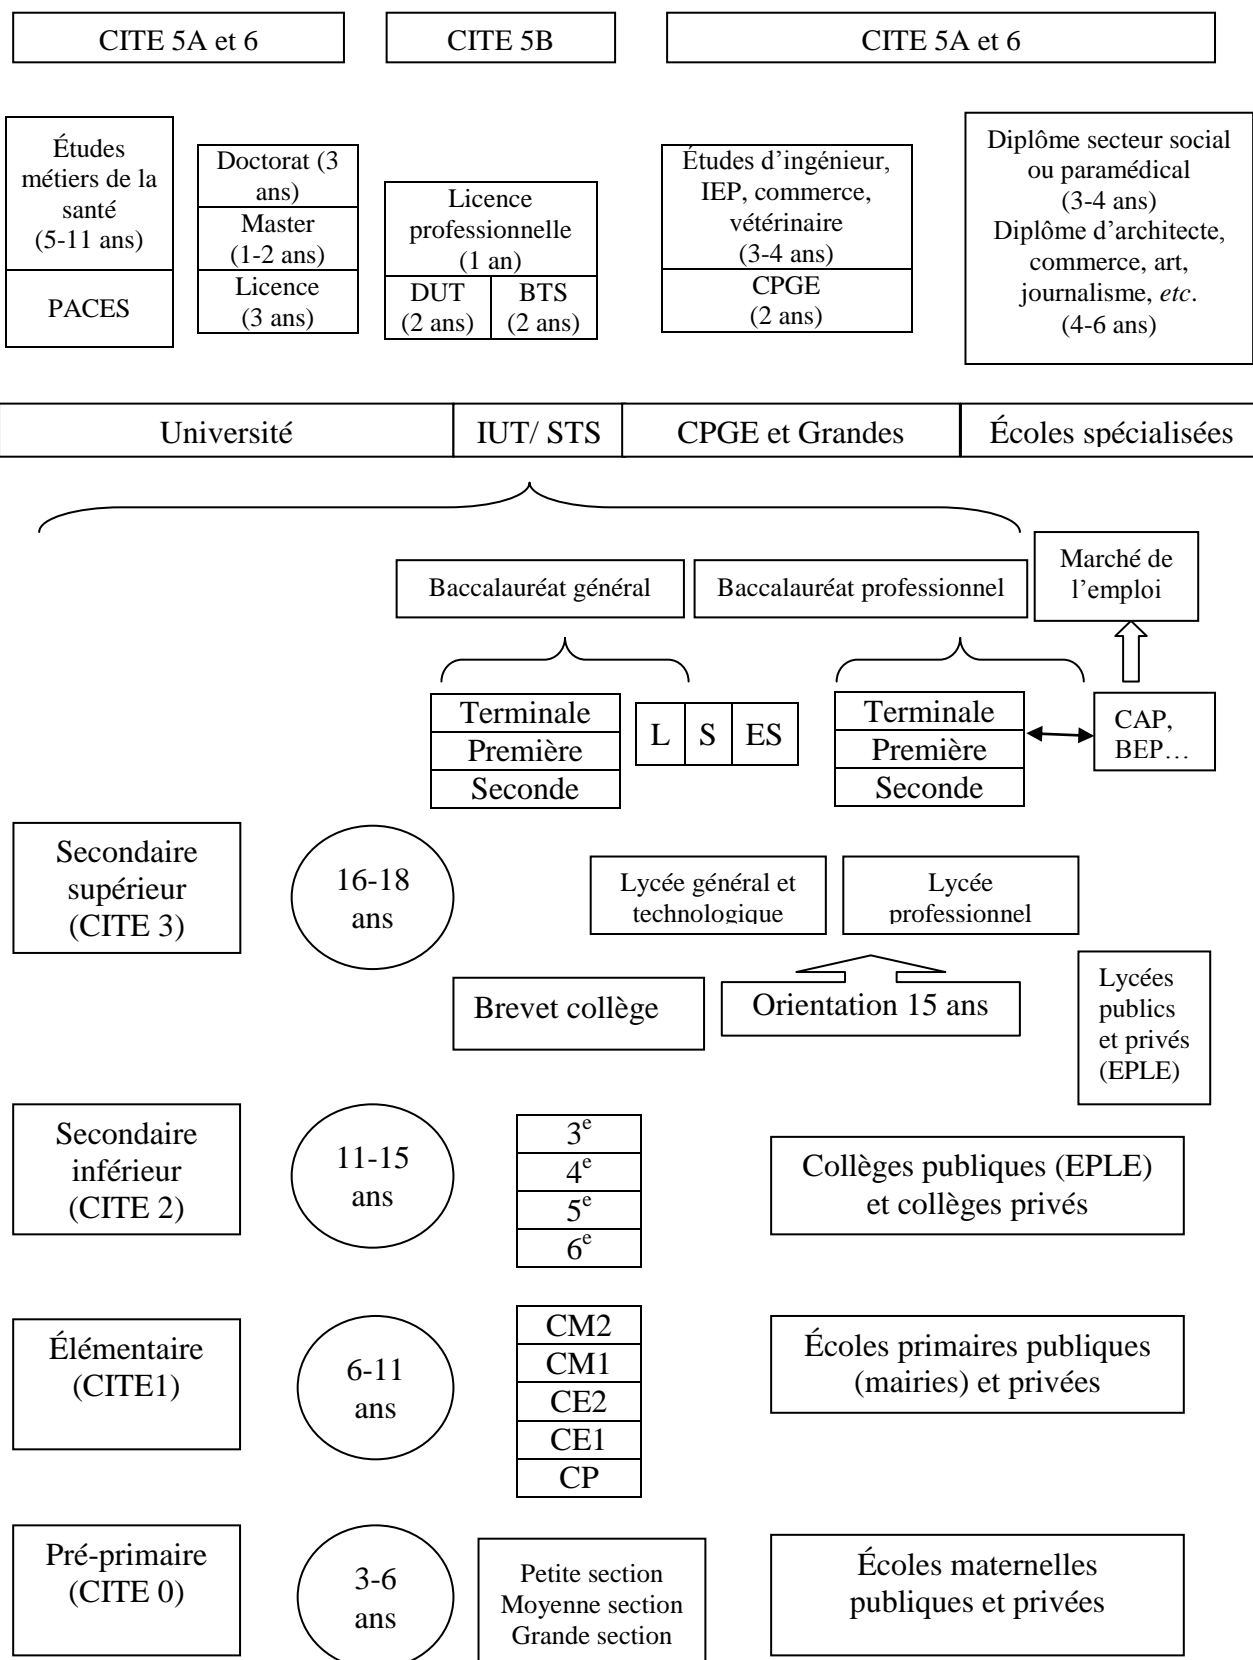 CITE 5A et 6
CITE 5B
CITE 5A et 6
Études
métiers de la
santé
(5-11 ans)
PACES
Doctorat (3
ans)
Master
(1-2 ans)
Licence
(3 ans)
Licence
professionnelle
(1 an)
DUT
(2 ans)
BTS
(2 ans)
Études d’ingénieur,
IEP, commerce,
vétérinaire
(3-4 ans)
CPGE
(2 ans)
Diplôme secteur social
ou paramédical
(3-4 ans)
Diplôme d’architecte,
commerce, art,
journalisme, etc.
(4-6 ans)
Université
IUT/ STS
CPGE et Grandes
Écoles spécialisées
Baccalauréat général
Baccalauréat professionnel
Marché de
l’emploi
Terminale
Première
Seconde
L
S
ES
Terminale
Première
Seconde
CAP,
BEP…
Secondaire
supérieur
(CITE 3)
16-18
ans
Lycée général et
technologique
Lycée
professionnel
Brevet collège
Orientation 15 ans
Lycées
publics
et privés
(EPLE)
Secondaire
inférieur
(CITE 2)
11-15
ans
3e
4e
5e
6e
Collèges publiques (EPLE)
et collèges privés
Élémentaire
(CITE1)
6-11
ans
CM2
CM1
CE2
CE1
CP
Écoles primaires publiques
(mairies) et privées
Pré-primaire
(CITE 0)
3-6
ans
Petite section
Moyenne section
Grande section
Écoles maternelles
publiques et privées